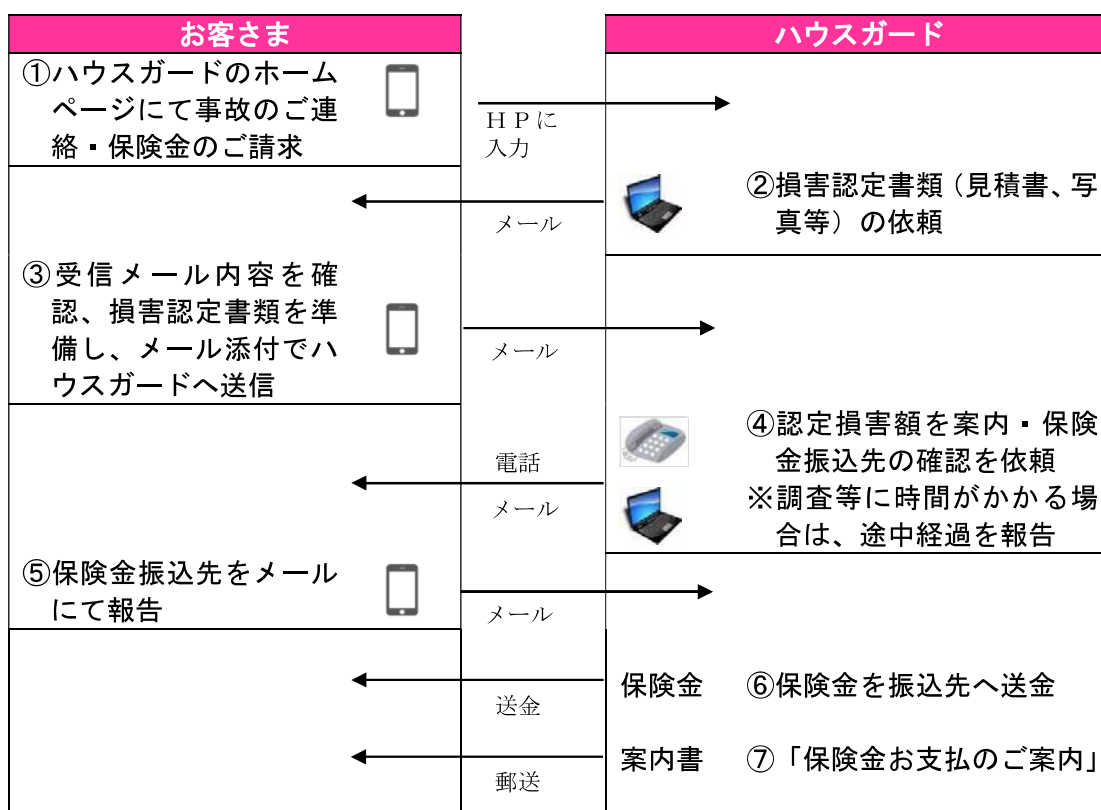 お客さま
ハウスガード
①ハウスガードのホーム
ページにて事故のご連
絡・保険金のご請求
ＨＰに
入力
②損害認定書類（見積書、写
真等）の依頼
メール
③受信メール内容を確
認、損害認定書類を準
備し、メール添付でハ
ウスガードへ送信
メール
④認定損害額を案内・保険
金振込先の確認を依頼
※調査等に時間がかかる場
合は、途中経過を報告
電話
メール
⑤保険金振込先をメール
にて報告
メール
保険金
⑥保険金を振込先へ送金
送金
案内書
⑦「保険金お支払のご案内」
郵送